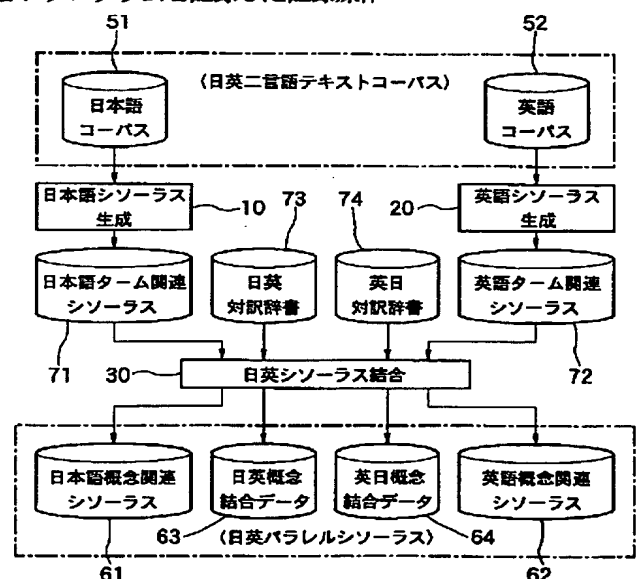 51
52
(日英二言語テキストコーパス)
日本語
コーパス
英語
コーパス
日本語シソーラス
生成
10
73
74
20
英語シソーラス
生成
日本語ターム関連
シソーラス
日英
対訳辞書
英日
対訳辞書
英語ターム関連
シソーラス
71
30
日英シソーラス結合
72
日本語概念関連
シソーラス
日英概念
結合データ
英日概念
結合データ
英語概念関連
シソーラス
63
(日英パラレルシソーラス)
64
61
62